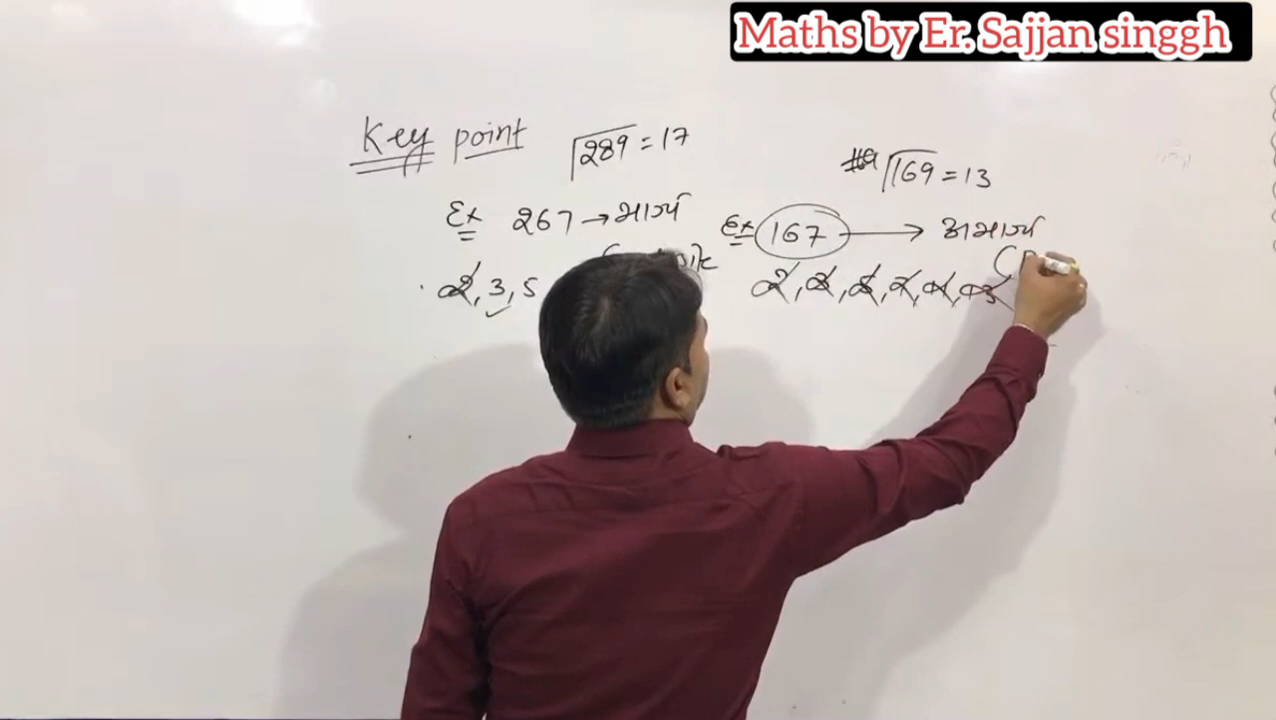 Maths by Er. Sajjan singgh
Key point
√289 = 17
√169 = 13
Ex 267 → भाज्य
Ex 167 → अभाज्य
2, 3, 5
2, 3, 5, 7, 11, 13